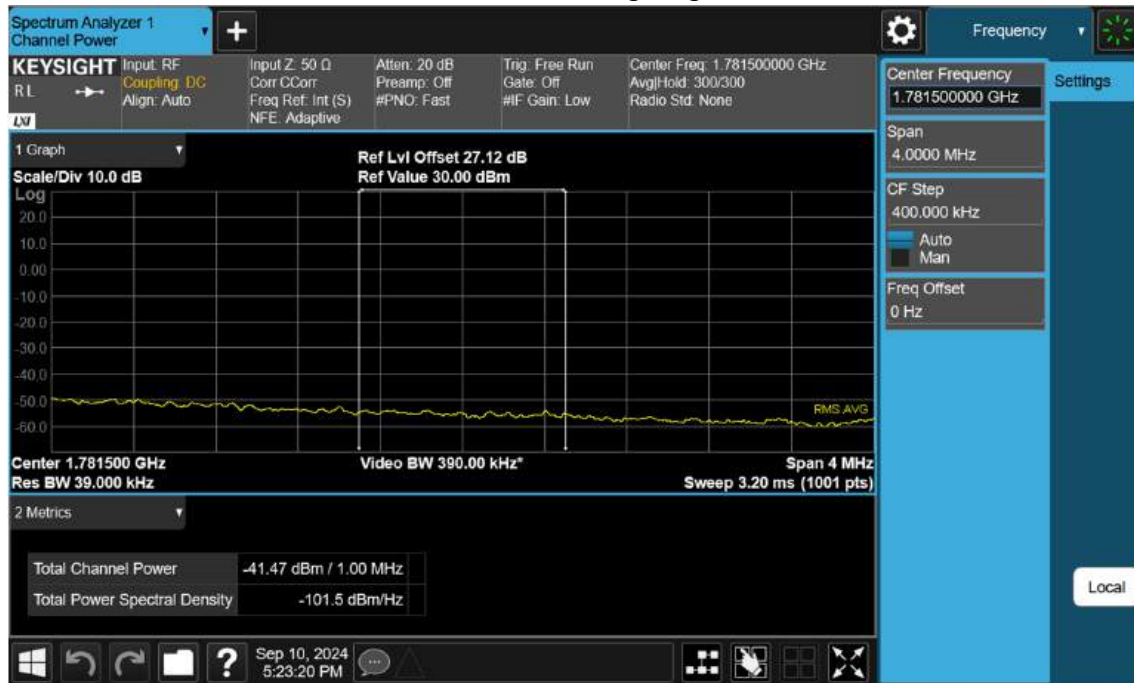 Spectrum Analyzer 1
Channel Power
+
Frequency
KEYSIGHT
RL
LXI
Input: RF
Coupling: DC
Align: Auto
Input Z: 50 Ω
Corr CCorr
Freq Ref: Int (S)
NFE: Adaptive
Atten: 20 dB
Preamp: Off
#PNO: Fast
Trig: Free Run
Gate: Off
#IF Gain: Low
Center Freq: 1.781500000 GHz
Avg|Hold: 300/300
Radio Std: None
Center Frequency
1.781500000 GHz
Settings
Span
4.0000 MHz
CF Step
400.000 kHz
Auto
Man
Freq Offset
0 Hz
1 Graph
Scale/Div 10.0 dB
Ref Lvl Offset 27.12 dB
Ref Value 30.00 dBm
Log
20.0
10.0
0.00
-10.0
-20.0
-30.0
-40.0
-50.0
-60.0
RMS AVG
Center 1.781500 GHz
Res BW 39.000 kHz
Video BW 390.00 kHz*
Span 4 MHz
Sweep 3.20 ms (1001 pts)
2 Metrics
Total Channel Power -41.47 dBm / 1.00 MHz
Total Power Spectral Density -101.5 dBm/Hz
Local
?
Sep 10, 2024
5:23:20 PM